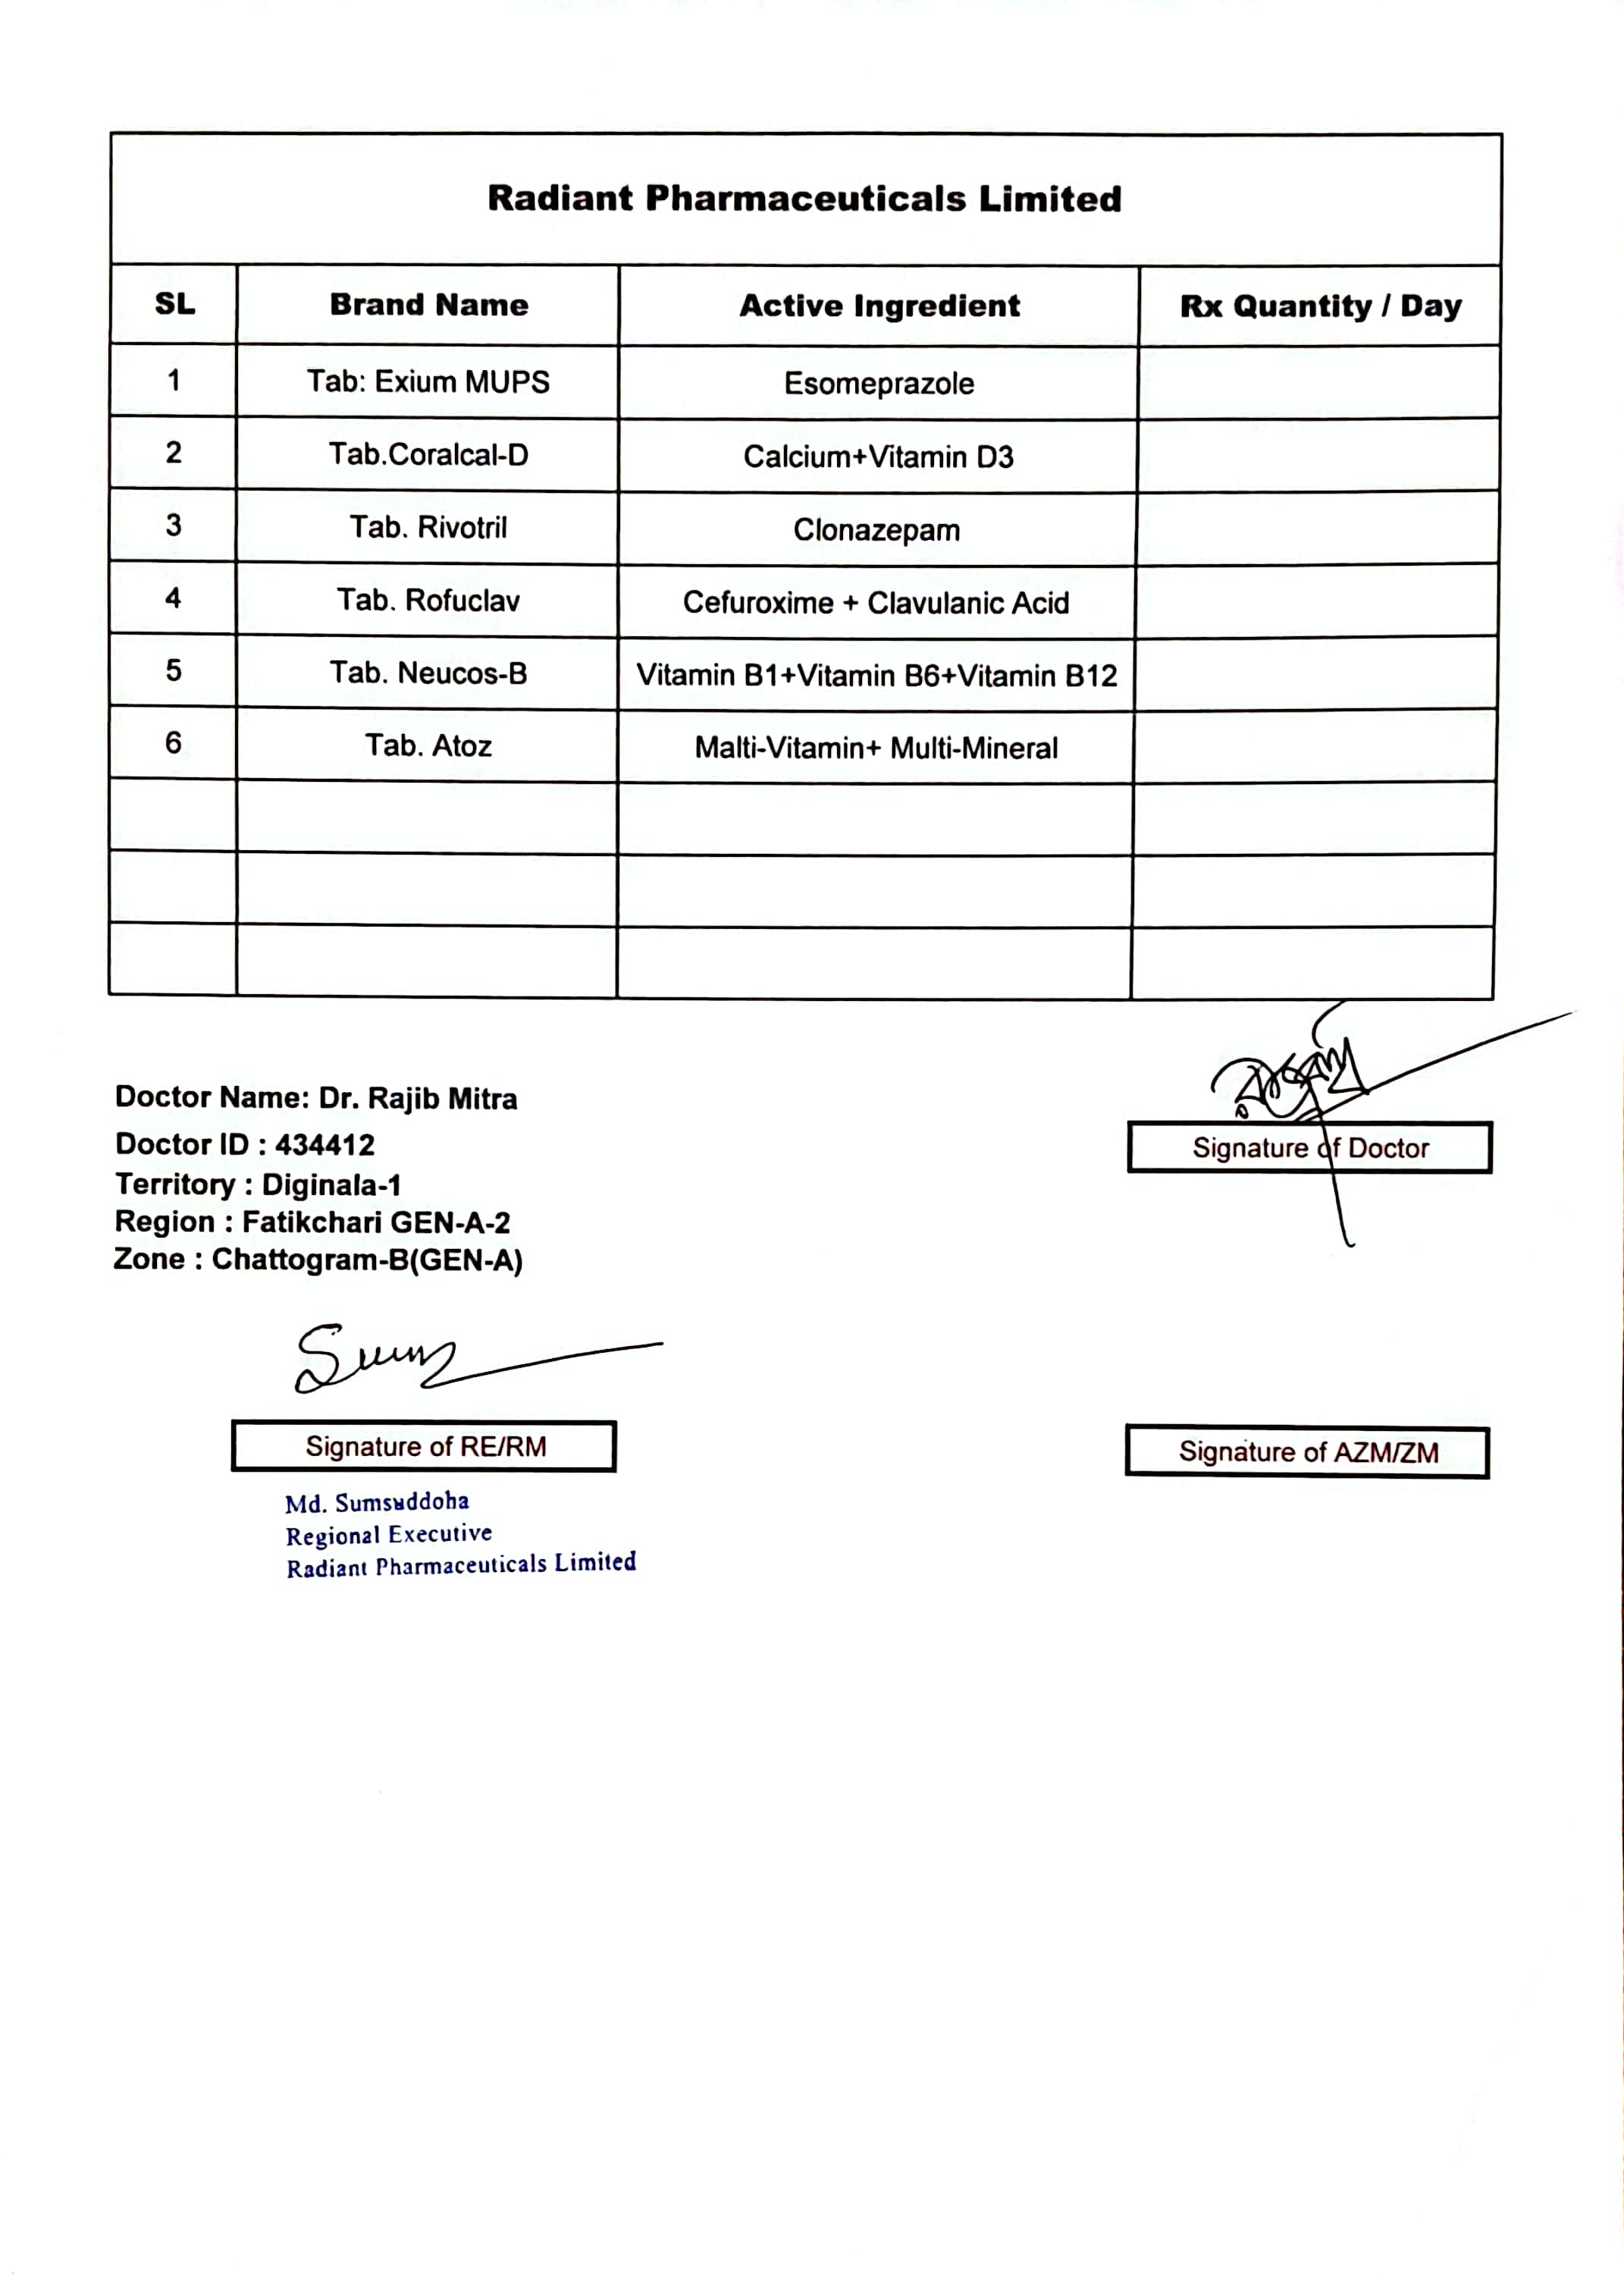 Radiant Pharmaceuticals Limited
SL Brand Name Active Ingredient Rx Quantity / Day
1 Tab: Exium MUPS Esomeprazole
2 Tab.Coralcal-D Calcium+Vitamin D3
3 Tab. Rivotril Clonazepam
4 Tab. Rofuclav Cefuroxime + Clavulanic Acid
5 Tab. Neucos-B Vitamin B1+Vitamin B6+Vitamin B12
6 Tab. Atoz Malti-Vitamin+ Multi-Mineral
Doctor Name: Dr. Rajib Mitra
Doctor ID : 434412
Signature of Doctor
Territory : Diginala-1
Region : Fatikchari GEN-A-2
Zone : Chattogram-B(GEN-A)
Signature of RE/RM
Signature of AZM/ZM
Md. Sumsuddoha
Regional Executive
Radiant Pharmaceuticals Limited